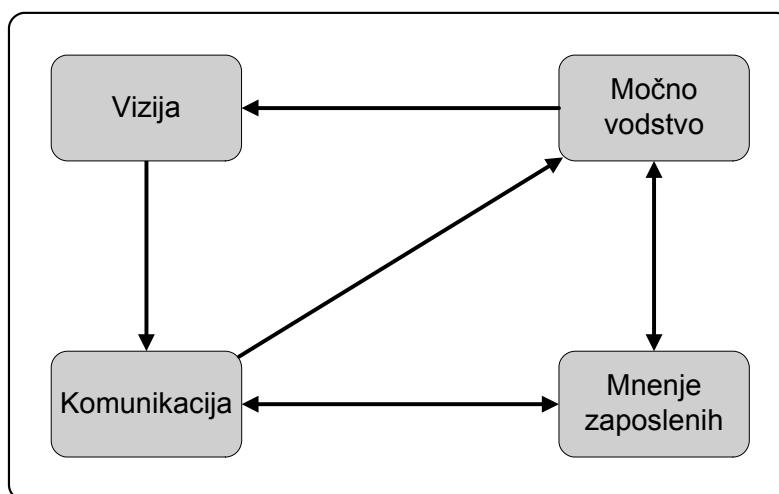 Vizija
Močno
vodstvo
Komunikacija
Mnenje
zaposlenih